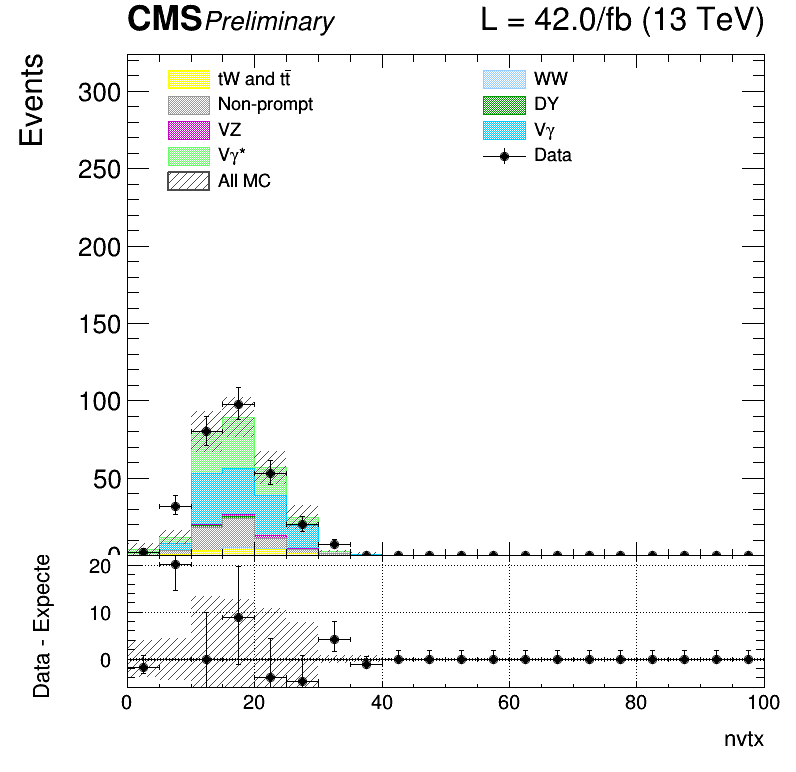 CMS Preliminary L = 42.0/fb (13 TeV)
Events
300
250
200
150
100
50
0
tW and tt̄
Non-prompt
VZ
Vγ*
All MC
WW
DY
Vγ
Data
Data - Expecte
20
10
0
0 20 40 60 80 100
nvtx